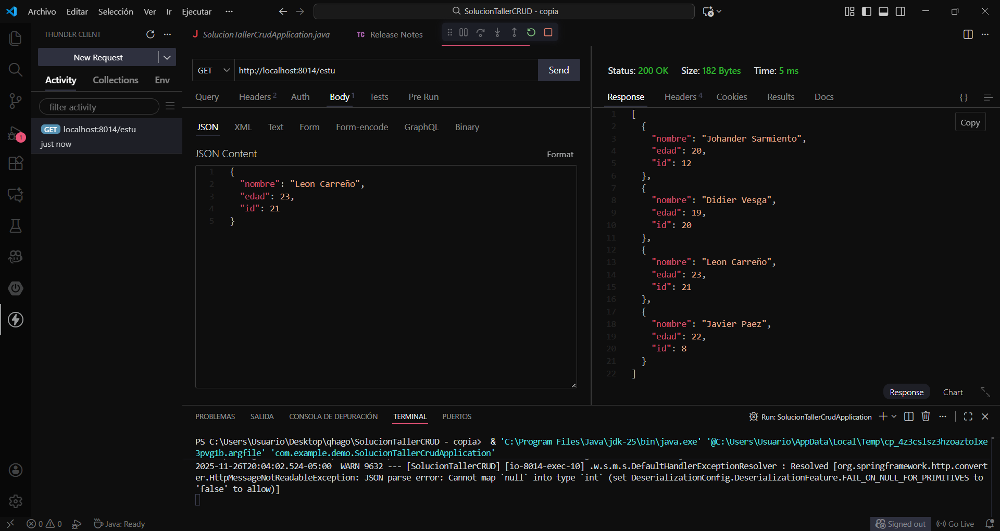 Archivo Editar Selección Ver Ir Ejecutar ··· SolucionTallerCRUD - copia
THUNDER CLIENT
New Request
Activity Collections Env
filter activity
GET localhost:8014/estu
just now
1
J SolucionTallerCrudApplication.java TC Release Notes
GET http://localhost:8014/estu Send
Query Headers 2 Auth Body 1 Tests Pre Run
JSON XML Text Form Form-encode GraphQL Binary
JSON Content Format
1 {
2 "nombre": "Leon Carreño",
3 "edad": 23,
4 "id": 21
5 }
Status: 200 OK Size: 182 Bytes Time: 5 ms
Response Headers 4 Cookies Results Docs {}
Copy
1 [
2 {
3 "nombre": "Johander Sarmiento",
4 "edad": 20,
5 "id": 12
6 },
7 {
8 "nombre": "Didier Vesga",
9 "edad": 19,
10 "id": 20
11 },
12 {
13 "nombre": "Leon Carreño",
14 "edad": 23,
15 "id": 21
16 },
17 {
18 "nombre": "Javier Paez",
19 "edad": 22,
20 "id": 8
21 }
22 ]
Response Chart
PROBLEMAS SALIDA CONSOLA DE DEPURACIÓN TERMINAL PUERTOS Run: SolucionTallerCrudApplication
PS C:\Users\Usuario\Desktop\qhago\SolucionTallerCRUD - copia> & 'C:\Program Files\Java\jdk-25\bin\java.exe' '@C:\Users\Usuario\AppData\Local\Temp\cp_4z3cslsz3hzoaztolxe
3pvg1b.argfile' 'com.example.demo.SolucionTallerCrudApplication'
2025-11-26T20:04:02.524-05:00 WARN 9632 --- [SolucionTallerCRUD] [io-8014-exec-10] .w.s.m.s.DefaultHandlerExceptionResolver : Resolved [org.springframework.http.convert
er.HttpMessageNotReadableException: JSON parse error: Cannot map `null` into type `int` (set DeserializationConfig.DeserializationFeature.FAIL_ON_NULL_FOR_PRIMITIVES to
'false' to allow)]
0 0 Java: Ready Signed out Go Live